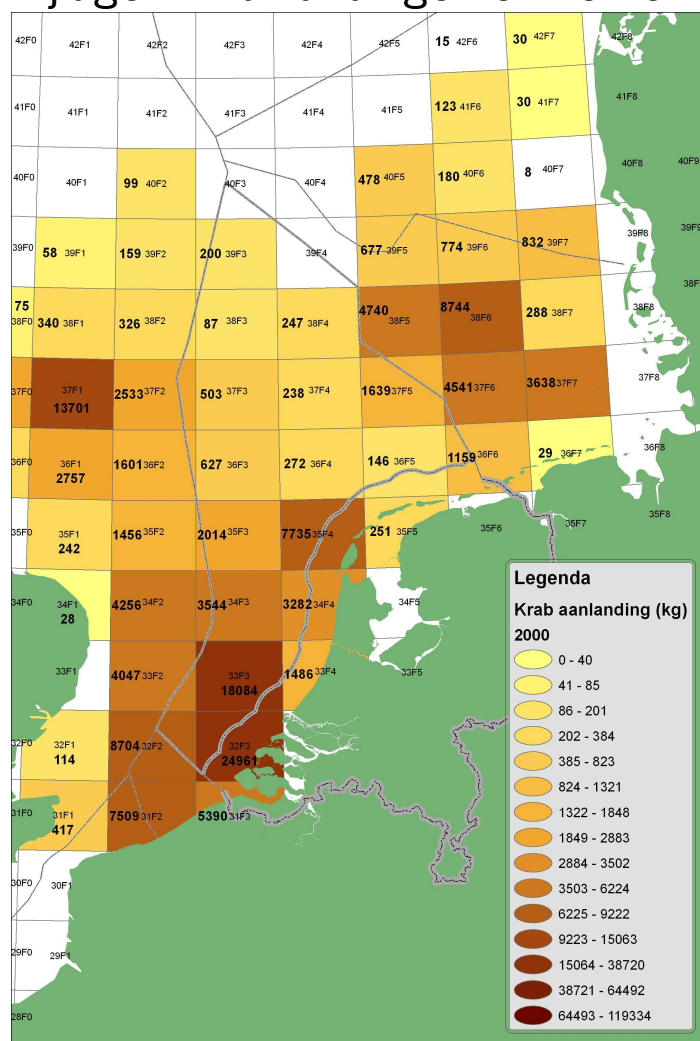 42F0 42F1 42F2 42F3 42F4 42F5 15 42F6 30 42F7 42F8
41F0 41F1 41F2 41F3 41F4 41F5 123 41F6 30 41F7 41F8
40F0 40F1 99 40F2 40F3 40F4 478 40F5 180 40F6 8 40F7 40F8 40F9
39F0 58 39F1 159 39F2 200 39F3 39F4 677 39F5 774 39F6 832 39F7 39F8 39F9
75
38F0 340 38F1 326 38F2 87 38F3 247 38F4 4740 38F5 8744 38F6 288 38F7 38F8
37F0 37F1 2533 37F2 503 37F3 238 37F4 1639 37F5 4541 37F6 3638 37F7 37F8
13701
36F0 36F1 1601 36F2 627 36F3 272 36F4 146 36F5 1159 36F6 29 36F7 36F8
2757
35F0 35F1 1456 35F2 2014 35F3 7735 35F4 251 35F5 35F6 35F7 35F8
242
34F0 34F1 4256 34F2 3544 34F3 3282 34F4 34F5
28
33F1 4047 33F2 33F3 1486 33F4 33F5
18084
32F0 32F1 8704 32F2 32F3
114 24961
31F0 31F1 7509 31F2 5390 31F3
417
30F0 30F1
29F0 29F1
28F0
Legenda
Krab aanlanding (kg)
2000
0 - 40
41 - 85
86 - 201
202 - 384
385 - 823
824 - 1321
1322 - 1848
1849 - 2883
2884 - 3502
3503 - 6224
6225 - 9222
9223 - 15063
15064 - 38720
38721 - 64492
64493 - 119334